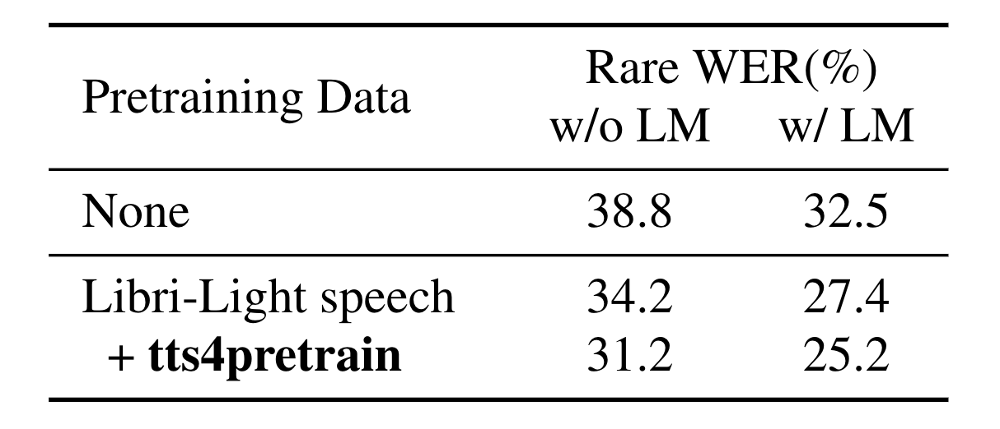 Pretraining Data Rare WER(%)
w/o LM w/ LM
None 38.8 32.5
Libri-Light speech 34.2 27.4
+ tts4pretrain 31.2 25.2